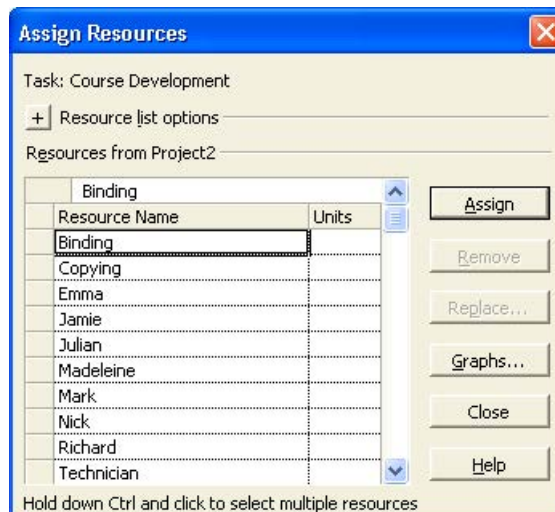 Assign Resources
Task: Course Development
+ Resource list options
Resources from Project2
Binding
Resource Name Units
Binding
Copying
Emma
Jamie
Julian
Madeleine
Mark
Nick
Richard
Technician
Assign
Remove
Replace...
Graphs...
Close
Help
Hold down Ctrl and click to select multiple resources